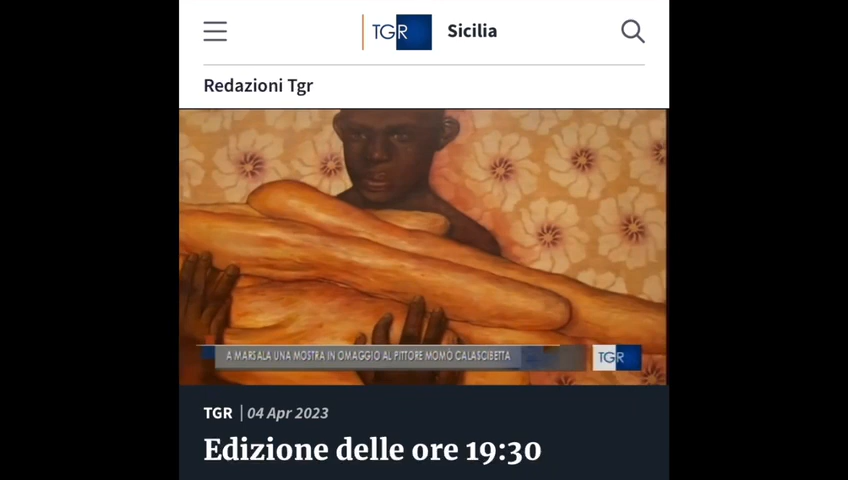 TGR Sicilia
Redazioni Tgr
A MARSALA UNA MOSTRA IN OMAGGIO AL PITTORE MOMÒ CALASCIBETTA
TGR
TGR | 04 Apr 2023
Edizione delle ore 19:30